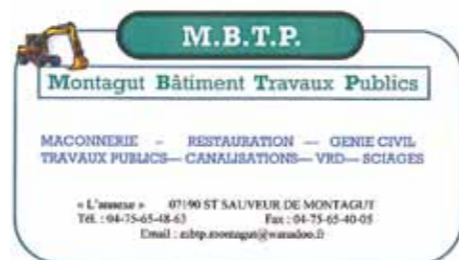 M.B.T.P.
Montagut Bâtiment Travaux Publics
MACONNERIE – RESTAURATION — GENIE CIVIL
TRAVAUX PUBLICS— CANALISATIONS— VRD— SCIAGES
« L'annexe » 07190 ST SAUVEUR DE MONTAGUT
Tél. : 04-75-65-48-63 Fax : 04-75-65-40-05
Email : mbtp.montagut@wanadoo.fr